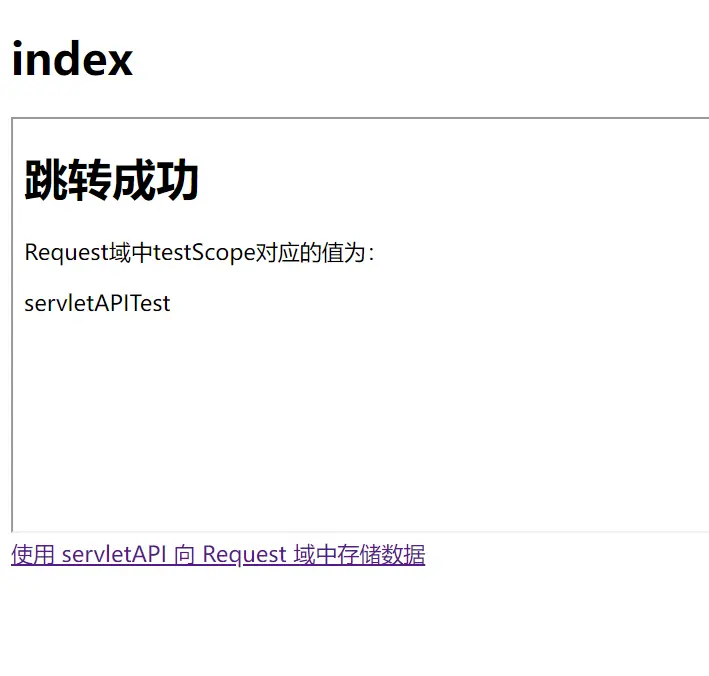 index
跳转成功
Request域中testScope对应的值为：
servletAPITest
使用 servletAPI 向 Request 域中存储数据